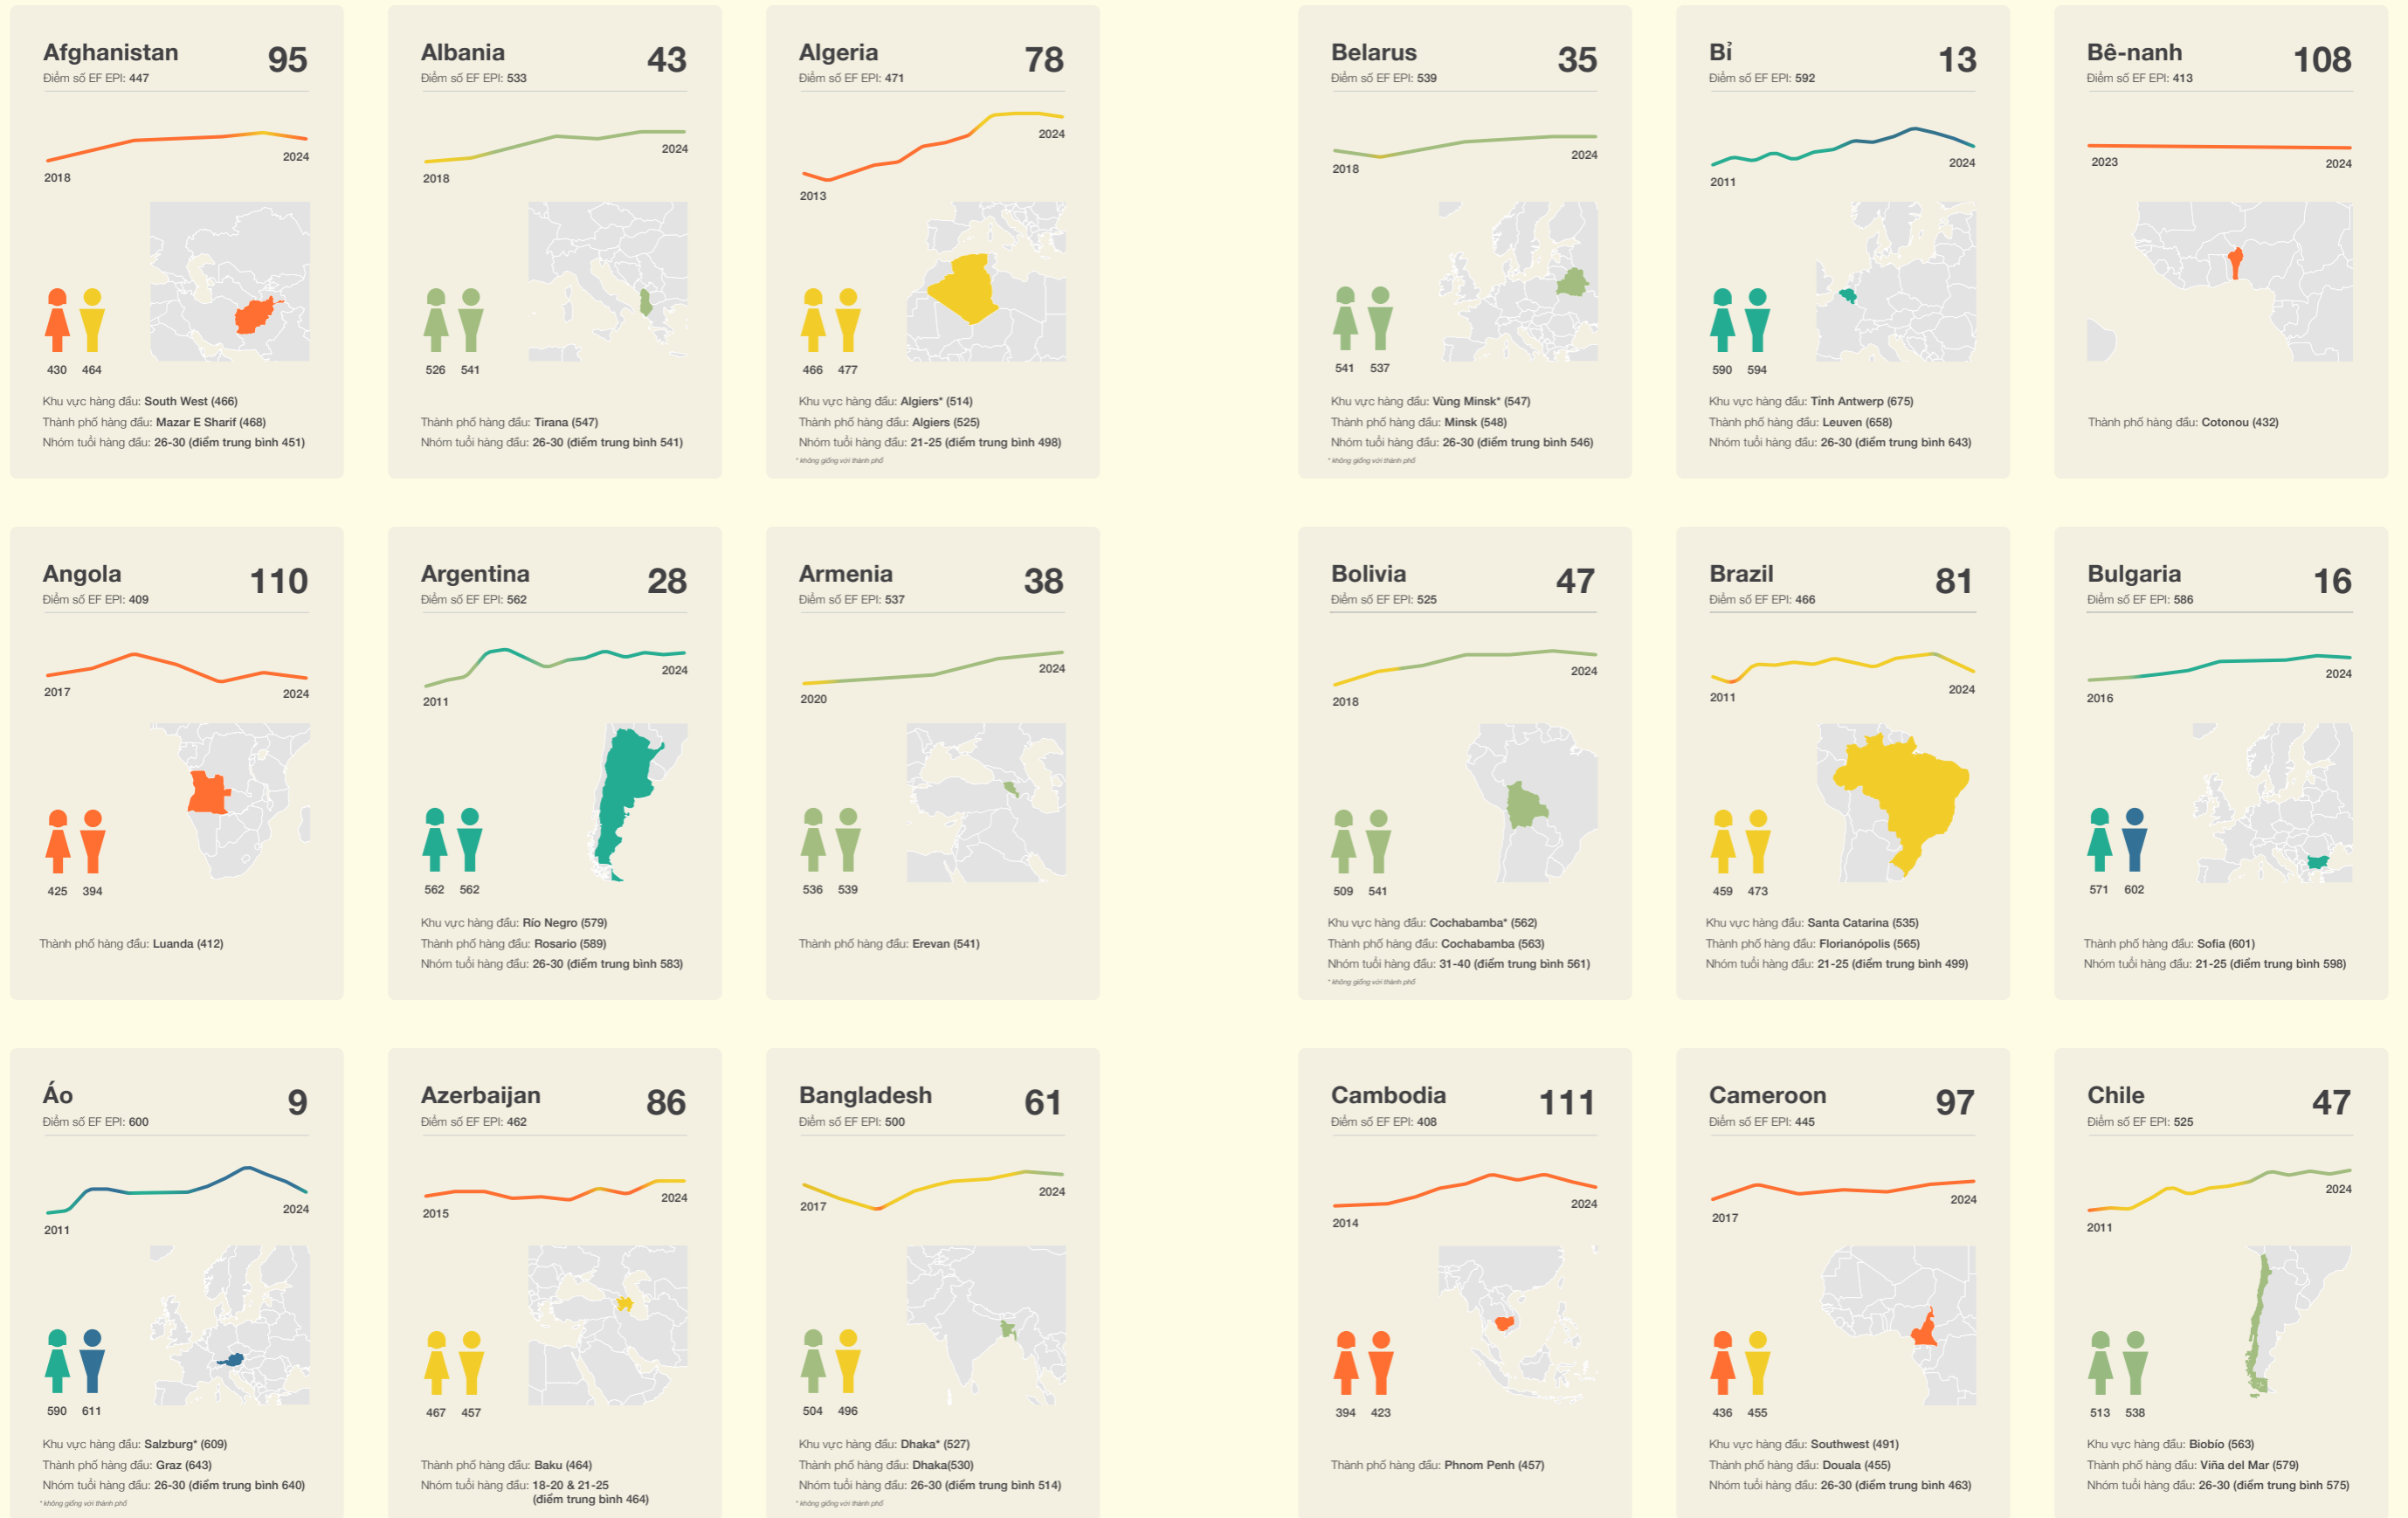 Afghanistan
95
Điểm số EF EPI: 447
2018
2024
430 464
Khu vực hàng đầu: South West (466)
Thành phố hàng đầu: Mazar E Sharif (468)
Nhóm tuổi hàng đầu: 26-30 (điểm trung bình 451)
Albania
43
Điểm số EF EPI: 533
2018
2024
526 541
Thành phố hàng đầu: Tirana (547)
Nhóm tuổi hàng đầu: 26-30 (điểm trung bình 541)
Algeria
78
Điểm số EF EPI: 471
2013
2024
466 477
Khu vực hàng đầu: Algiers* (514)
Thành phố hàng đầu: Algiers (525)
Nhóm tuổi hàng đầu: 21-25 (điểm trung bình 498)
* không giống với thành phố
Belarus
35
Điểm số EF EPI: 539
2018
2024
541 537
Khu vực hàng đầu: Vùng Minsk* (547)
Thành phố hàng đầu: Minsk (548)
Nhóm tuổi hàng đầu: 26-30 (điểm trung bình 546)
* không giống với thành phố
Bỉ
13
Điểm số EF EPI: 592
2011
2024
590 594
Khu vực hàng đầu: Tỉnh Antwerp (675)
Thành phố hàng đầu: Leuven (658)
Nhóm tuổi hàng đầu: 26-30 (điểm trung bình 643)
Bê-nanh
108
Điểm số EF EPI: 413
2023
2024
Thành phố hàng đầu: Cotonou (432)
Angola
110
Điểm số EF EPI: 409
2017
2024
425 394
Thành phố hàng đầu: Luanda (412)
Argentina
28
Điểm số EF EPI: 562
2011
2024
562 562
Khu vực hàng đầu: Río Negro (579)
Thành phố hàng đầu: Rosario (589)
Nhóm tuổi hàng đầu: 26-30 (điểm trung bình 583)
Armenia
38
Điểm số EF EPI: 537
2020
2024
536 539
Thành phố hàng đầu: Erevan (541)
Bolivia
47
Điểm số EF EPI: 525
2018
2024
509 541
Khu vực hàng đầu: Cochabamba* (562)
Thành phố hàng đầu: Cochabamba (563)
Nhóm tuổi hàng đầu: 31-40 (điểm trung bình 561)
* không giống với thành phố
Brazil
81
Điểm số EF EPI: 466
2011
2024
459 473
Khu vực hàng đầu: Santa Catarina (535)
Thành phố hàng đầu: Florianópolis (565)
Nhóm tuổi hàng đầu: 21-25 (điểm trung bình 499)
Bulgaria
16
Điểm số EF EPI: 586
2016
2024
571 602
Thành phố hàng đầu: Sofia (601)
Nhóm tuổi hàng đầu: 21-25 (điểm trung bình 598)
Áo
9
Điểm số EF EPI: 600
2011
2024
590 611
Khu vực hàng đầu: Salzburg* (609)
Thành phố hàng đầu: Graz (643)
Nhóm tuổi hàng đầu: 26-30 (điểm trung bình 640)
* không giống với thành phố
Azerbaijan
86
Điểm số EF EPI: 462
2015
2024
467 457
Thành phố hàng đầu: Baku (464)
Nhóm tuổi hàng đầu: 18-20 & 21-25
(điểm trung bình 464)
Bangladesh
61
Điểm số EF EPI: 500
2017
2024
504 496
Khu vực hàng đầu: Dhaka* (527)
Thành phố hàng đầu: Dhaka(530)
Nhóm tuổi hàng đầu: 26-30 (điểm trung bình 514)
* không giống với thành phố
Cambodia
111
Điểm số EF EPI: 408
2014
2024
394 423
Thành phố hàng đầu: Phnom Penh (457)
Cameroon
97
Điểm số EF EPI: 445
2017
2024
436 455
Khu vực hàng đầu: Southwest (491)
Thành phố hàng đầu: Douala (455)
Nhóm tuổi hàng đầu: 26-30 (điểm trung bình 463)
Chile
47
Điểm số EF EPI: 525
2011
2024
513 538
Khu vực hàng đầu: Biobío (563)
Thành phố hàng đầu: Viña del Mar (579)
Nhóm tuổi hàng đầu: 26-30 (điểm trung bình 575)